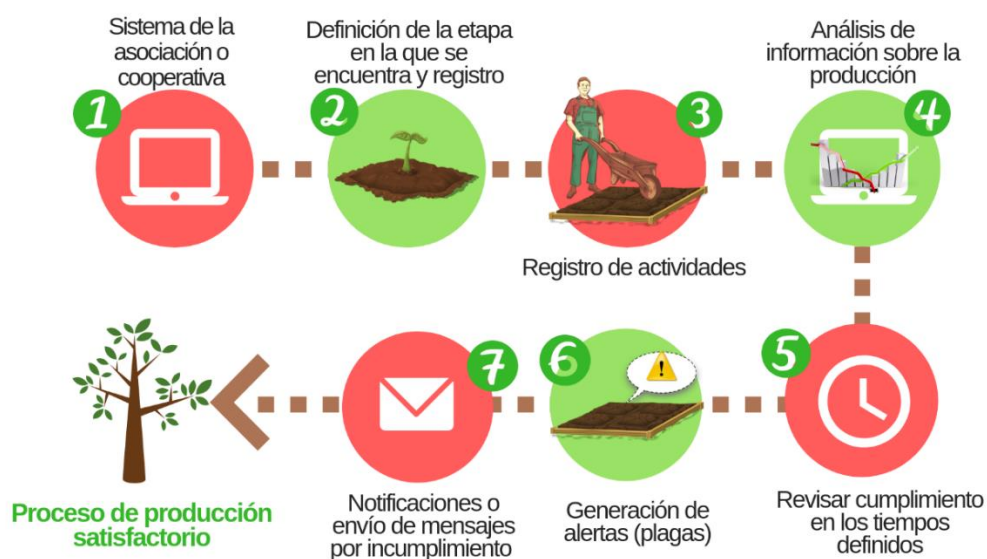 1
Sistema de la
asociación o
cooperativa
2
Definición de la etapa
en la que se
encuentra y registro
3
Registro de actividades
4
Análisis de
información sobre la
producción
5
Revisar cumplimiento
en los tiempos
definidos
6
Generación de
alertas (plagas)
7
Notificaciones o
envío de mensajes
por incumplimiento
Proceso de producción
satisfactorio